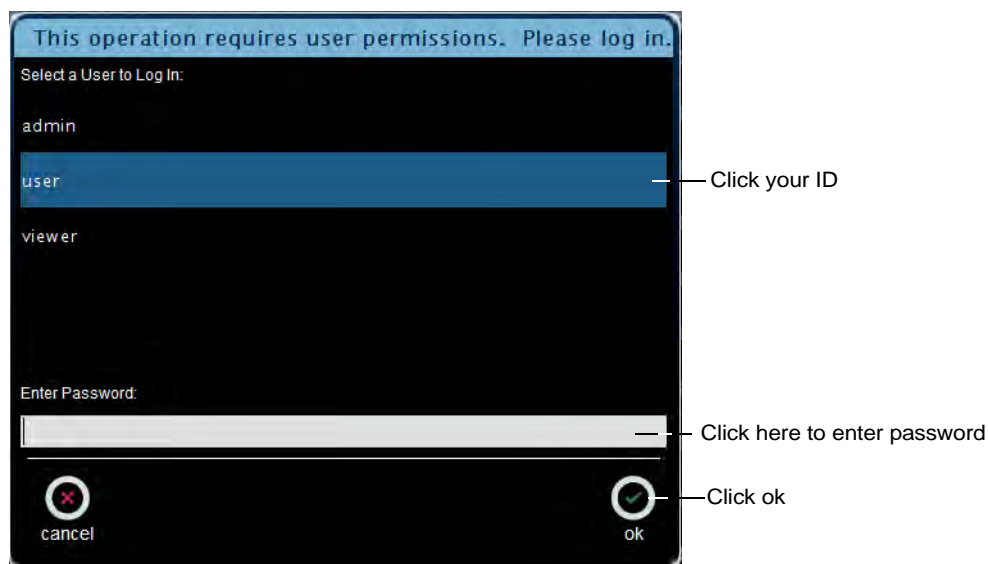 This operation requires user permissions. Please log in.
Select a User to Log In:
admin
user
Click your ID
viewer
Enter Password:
Click here to enter password
Click ok
cancel
ok